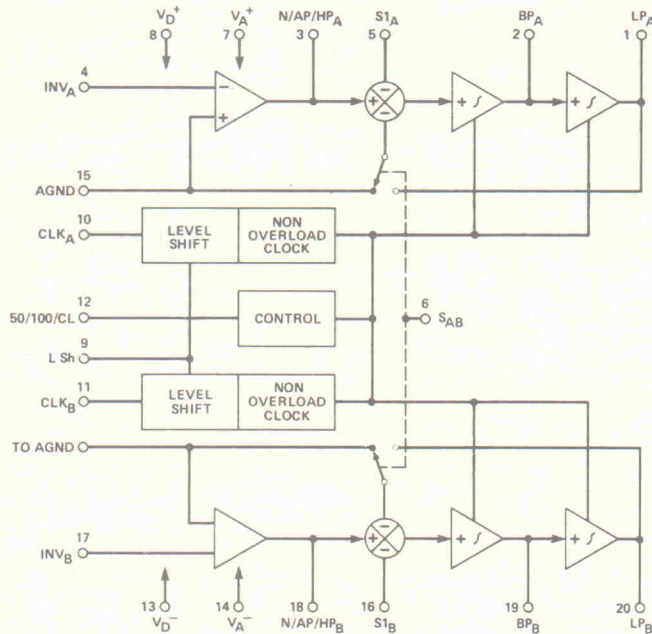 V_D^+ V_A^+ N/AP/HP_A S1_A BP_A LP_A
8 7 3 5 2 1
4
INV_A
− + − − + ∫ + ∫
+
15
AGND
10
CLK_A
LEVEL SHIFT
NON OVERLOAD CLOCK
12
50/100/CL
CONTROL
6
S_AB
9
L Sh
11
CLK_B
LEVEL SHIFT
NON OVERLOAD CLOCK
TO AGND
17
INV_B
+ − − + ∫ + ∫
13 14 18 16 19 20
V_D^− V_A^− N/AP/HP_B S1_B BP_B LP_B